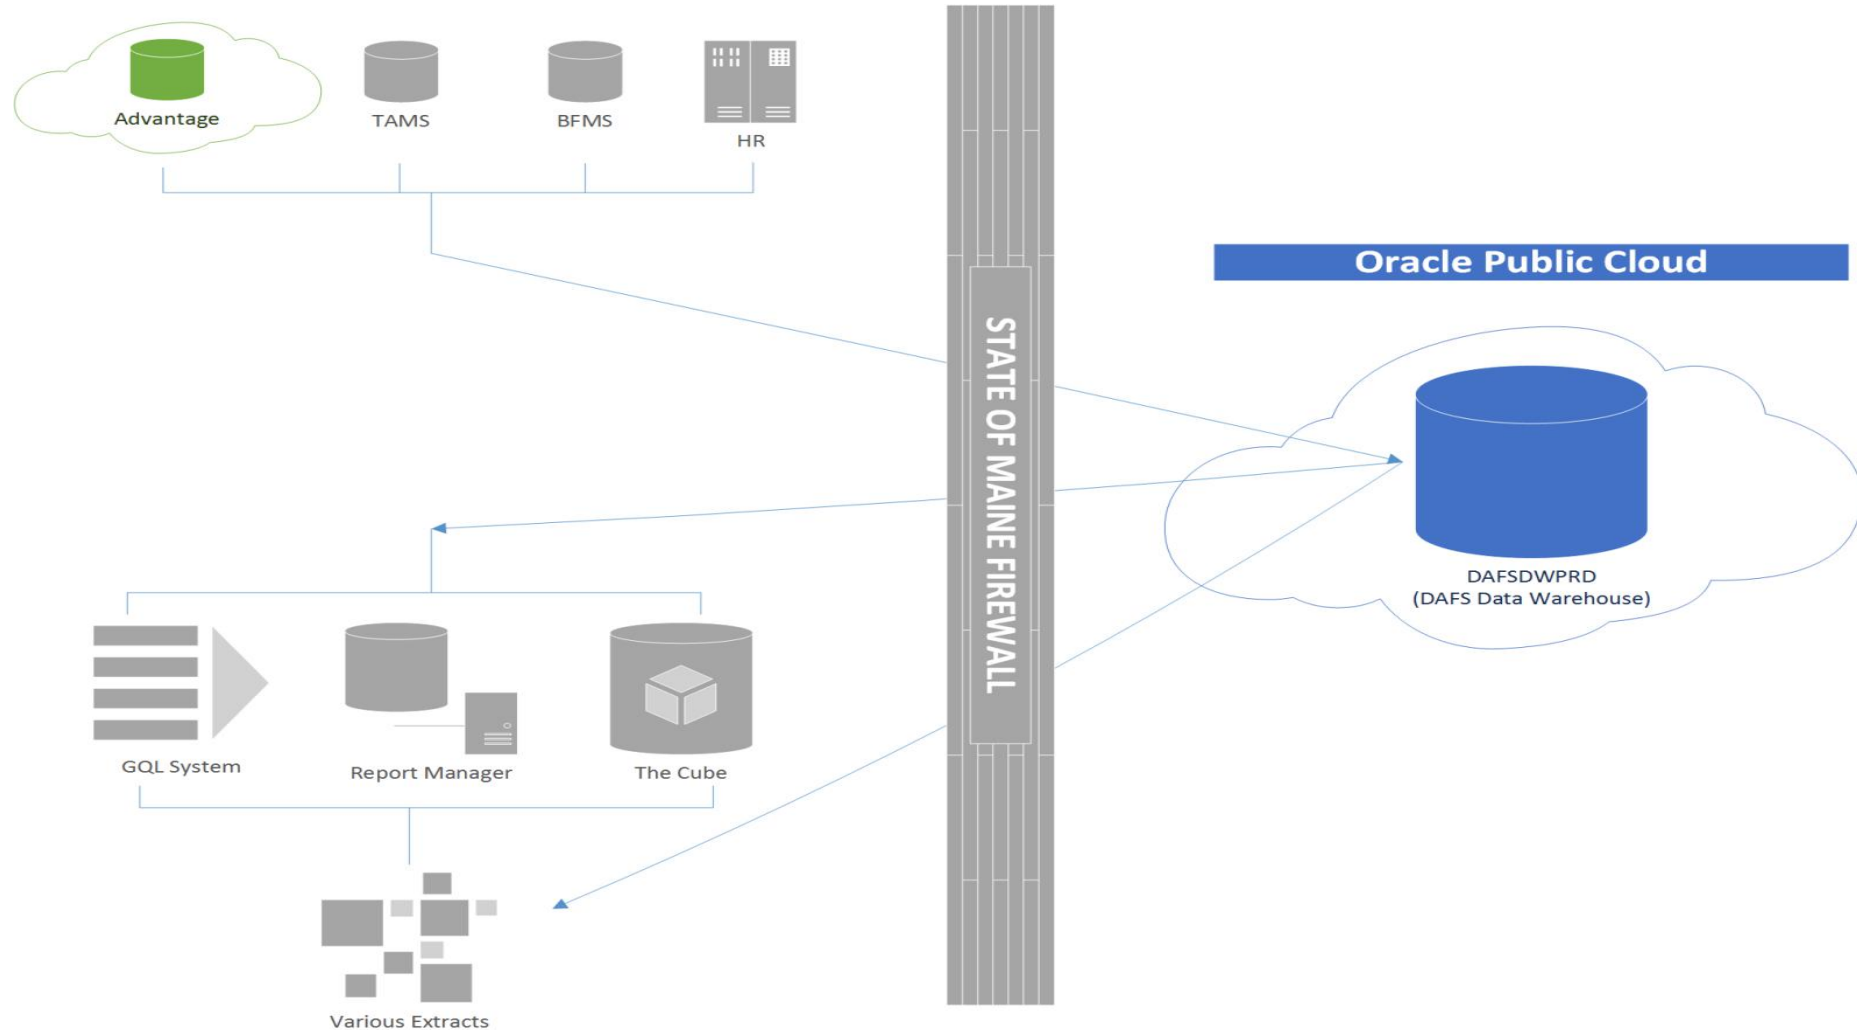 Advantage
TAMS
BFMS
HR
Oracle Public Cloud
STATE OF MAINE FIREWALL
DAFSDWPRD
(DAFS Data Warehouse)
GQL System
Report Manager
The Cube
Various Extracts